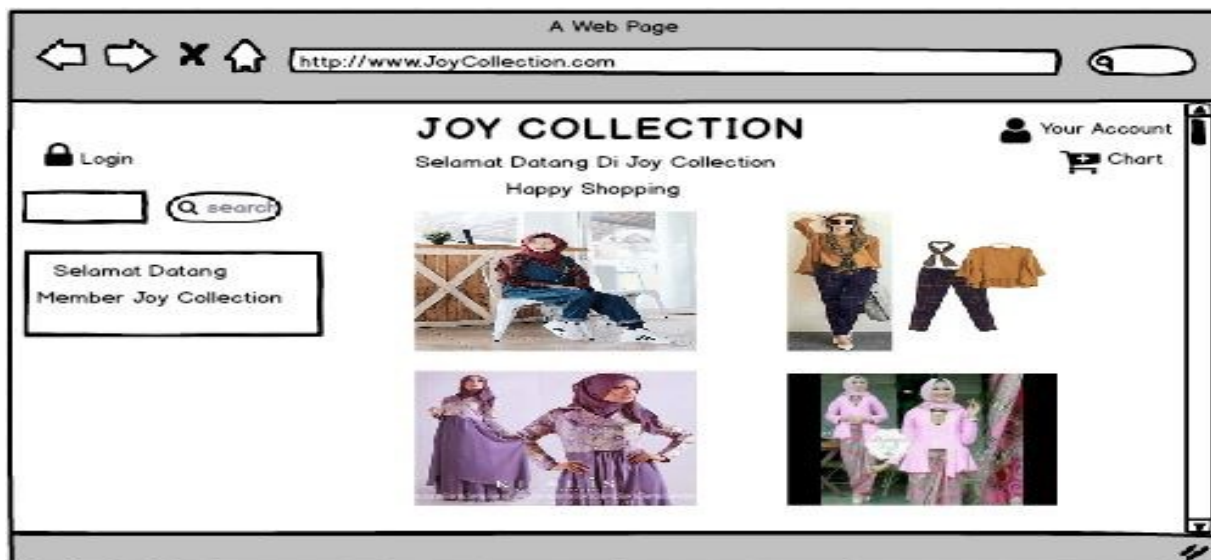 A Web Page
http://www.JoyCollection.com
JOY COLLECTION
Your Account
Login
Selamat Datang Di Joy Collection
Chart
Happy Shopping
search
Selamat Datang
Member Joy Collection